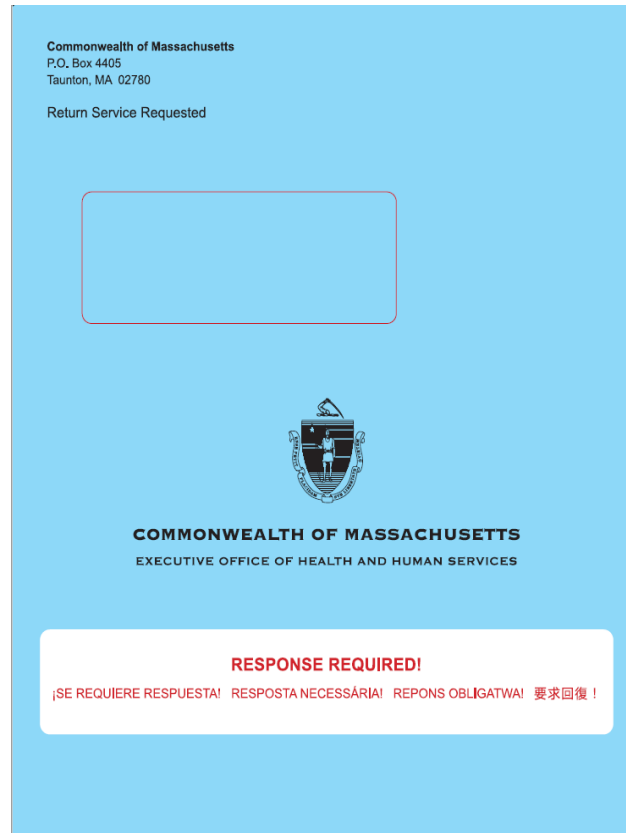 Commonwealth of Massachusetts
P.O. Box 4405
Taunton, MA 02780
Return Service Requested
COMMONWEALTH OF MASSACHUSETTS
EXECUTIVE OFFICE OF HEALTH AND HUMAN SERVICES
RESPONSE REQUIRED!
¡SE REQUIERE RESPUESTA! RESPOSTA NECESSÁRIA! REPONS OBLIGATWA! 要求回復！